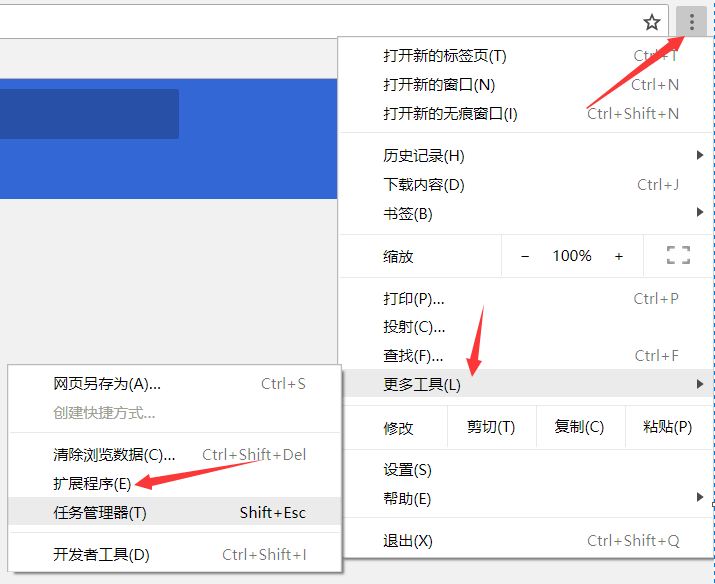 打开新的标签页(T) Ctrl+T
打开新的窗口(N) Ctrl+N
打开新的无痕窗口(I) Ctrl+Shift+N
历史记录(H)
下载内容(D) Ctrl+J
书签(B)
缩放 − 100% +
打印(P)... Ctrl+P
投射(C)...
查找(F)... Ctrl+F
更多工具(L)
修改 剪切(T) 复制(C) 粘贴(P)
设置(S)
帮助(E)
退出(X) Ctrl+Shift+Q
网页另存为(A)... Ctrl+S
创建快捷方式...
清除浏览数据(C)... Ctrl+Shift+Del
扩展程序(E)
任务管理器(T) Shift+Esc
开发者工具(D) Ctrl+Shift+I